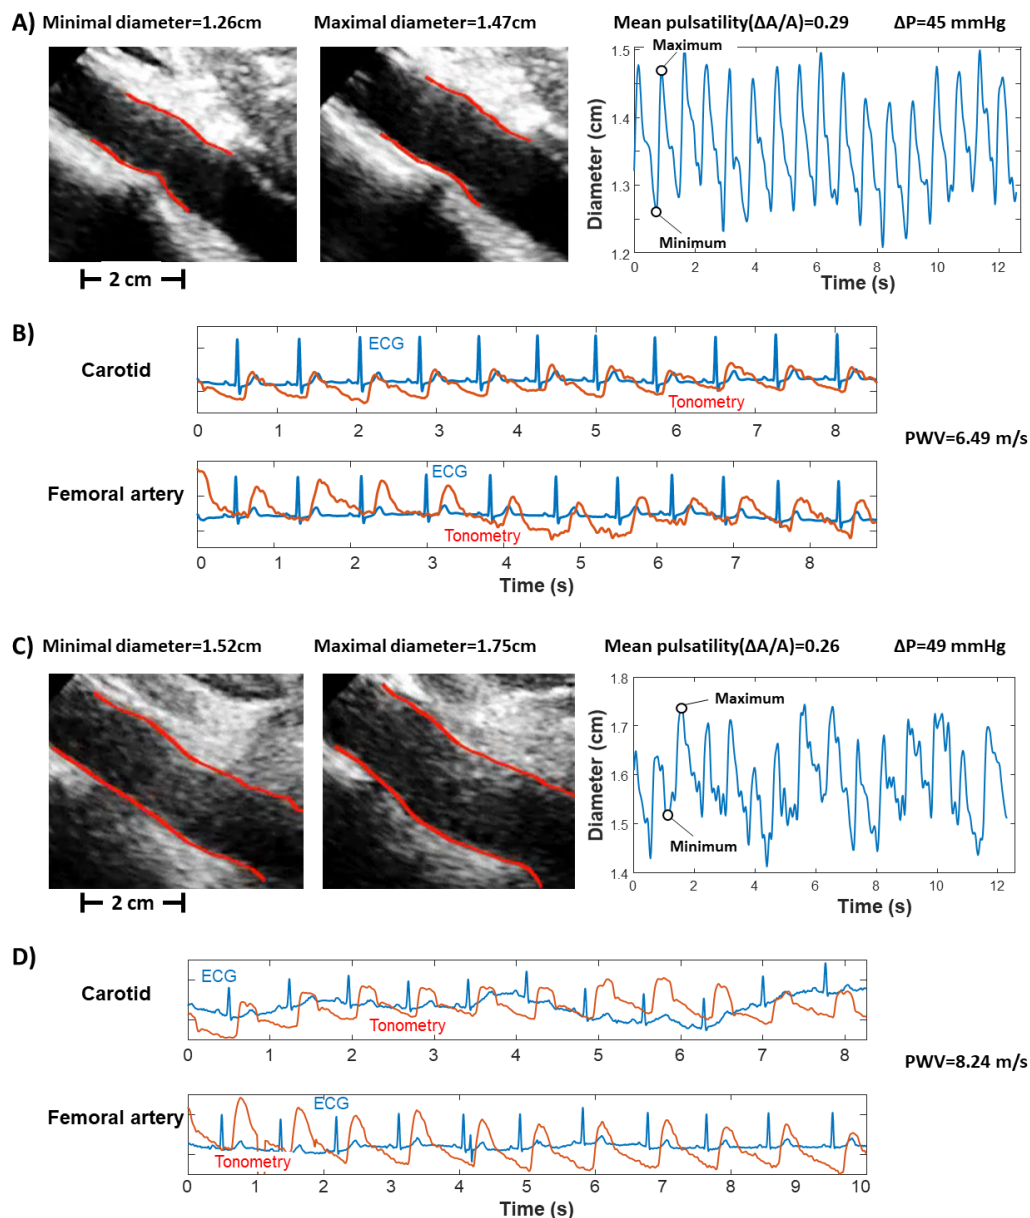 A)
Minimal diameter=1.26cm
Maximal diameter=1.47cm
Mean pulsatility(ΔA/A)=0.29
ΔP=45 mmHg
2 cm
1.5
1.4
1.3
1.2
Diameter (cm)
Maximum
Minimum
0 2 4 6 8 10 12
Time (s)
B)
Carotid
ECG
Tonometry
0 1 2 3 4 5 6 7 8
PWV=6.49 m/s
Femoral artery
ECG
Tonometry
0 1 2 3 4 5 6 7 8
Time (s)
C)
Minimal diameter=1.52cm
Maximal diameter=1.75cm
Mean pulsatility(ΔA/A)=0.26
ΔP=49 mmHg
2 cm
1.8
1.7
1.6
1.5
1.4
Diameter (cm)
Maximum
Minimum
0 2 4 6 8 10 12
Time (s)
D)
Carotid
ECG
Tonometry
0 1 2 3 4 5 6 7 8
PWV=8.24 m/s
Femoral artery
ECG
Tonometry
0 1 2 3 4 5 6 7 8 9 10
Time (s)